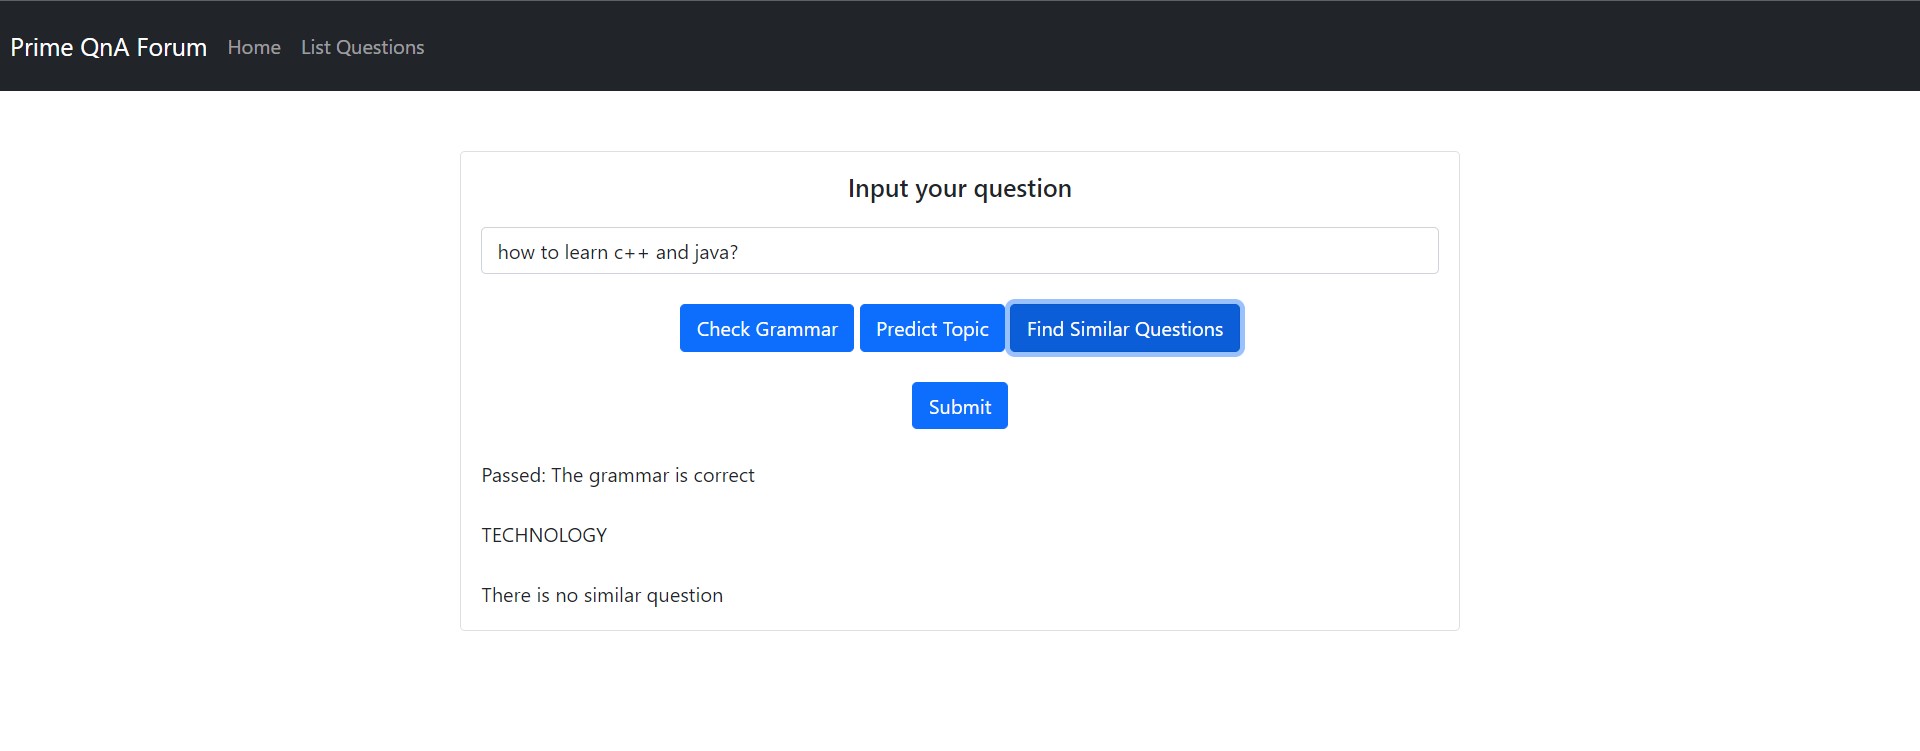 Prime QnA Forum Home List Questions
Input your question
how to learn c++ and java?
Check Grammar Predict Topic Find Similar Questions
Submit
Passed: The grammar is correct
TECHNOLOGY
There is no similar question